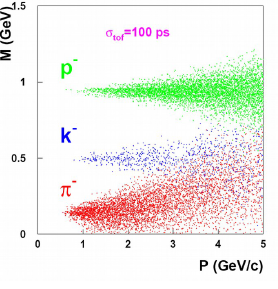 M (GeV)
1.5
σtof=100 ps
p-
1
k-
0.5
π-
0
0 1 2 3 4 5
P (GeV/c)